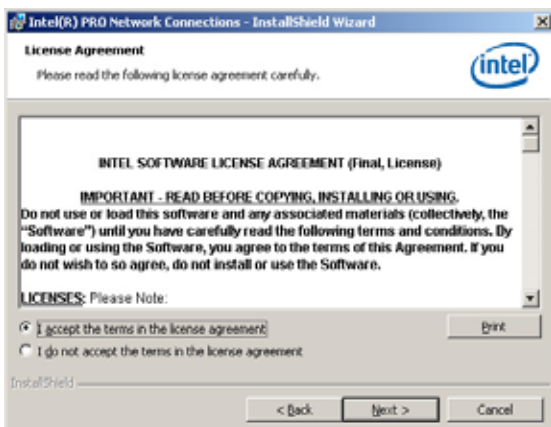 Intel(R) PRO Network Connections - InstallShield Wizard
License Agreement
Please read the following license agreement carefully.
intel
INTEL SOFTWARE LICENSE AGREEMENT (Final, License)
IMPORTANT - READ BEFORE COPYING, INSTALLING OR USING.
Do not use or load this software and any associated materials (collectively, the
“Software”) until you have carefully read the following terms and conditions. By
loading or using the Software, you agree to the terms of this Agreement. If you
do not wish to so agree, do not install or use the Software.
LICENSES: Please Note:
I accept the terms in the license agreement
Print
I do not accept the terms in the license agreement
InstallShield
< Back
Next >
Cancel